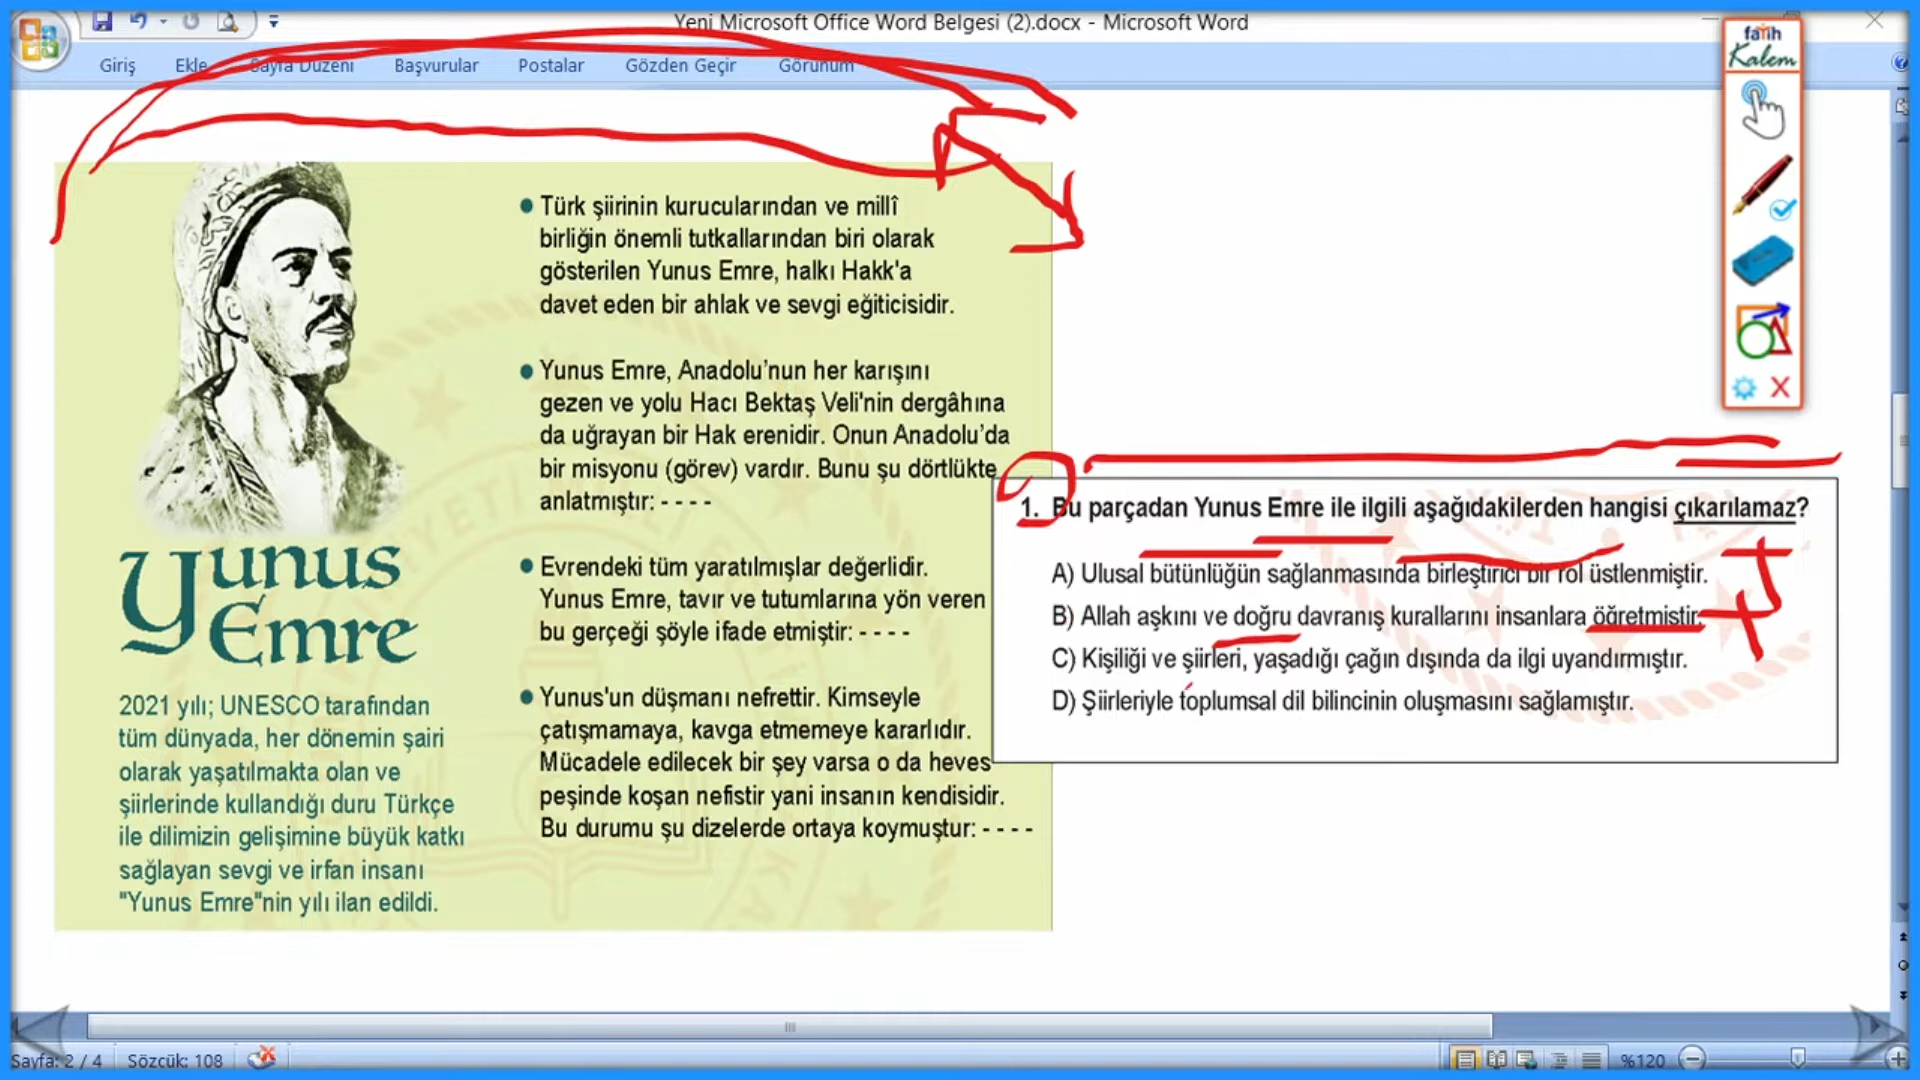 Yeni Microsoft Office Word Belgesi (2).docx - Microsoft Word
Giriş Ekle Sayfa Düzeni Başvurular Postalar Gözden Geçir Görünüm
fatih
Kalem
Yunus
Emre
2021 yılı; UNESCO tarafından
tüm dünyada, her dönemin şairi
olarak yaşatılmakta olan ve
şiirlerinde kullandığı duru Türkçe
ile dilimizin gelişimine büyük katkı
sağlayan sevgi ve irfan insanı
"Yunus Emre"nin yılı ilan edildi.
● Türk şiirinin kurucularından ve millî
birliğin önemli tutkallarından biri olarak
gösterilen Yunus Emre, halkı Hakk'a
davet eden bir ahlak ve sevgi eğiticisidir.
● Yunus Emre, Anadolu’nun her karışını
gezen ve yolu Hacı Bektaş Veli'nin dergâhına
da uğrayan bir Hak erenidir. Onun Anadolu’da
bir misyonu (görev) vardır. Bunu şu dörtlükte
anlatmıştır: - - - -
● Evrendeki tüm yaratılmışlar değerlidir.
Yunus Emre, tavır ve tutumlarına yön veren
bu gerçeği şöyle ifade etmiştir: - - - -
● Yunus'un düşmanı nefrettir. Kimseyle
çatışmamaya, kavga etmemeye kararlıdır.
Mücadele edilecek bir şey varsa o da heves
peşinde koşan nefistir yani insanın kendisidir.
Bu durumu şu dizelerde ortaya koymuştur: - - - -
1. Bu parçadan Yunus Emre ile ilgili aşağıdakilerden hangisi çıkarılamaz?
A) Ulusal bütünlüğün sağlanmasında birleştirici bir rol üstlenmiştir.
B) Allah aşkını ve doğru davranış kurallarını insanlara öğretmiştir.
C) Kişiliği ve şiirleri, yaşadığı çağın dışında da ilgi uyandırmıştır.
D) Şiirleriyle toplumsal dil bilincinin oluşmasını sağlamıştır.
Sayfa: 2 / 4 Sözcük: 108 %120